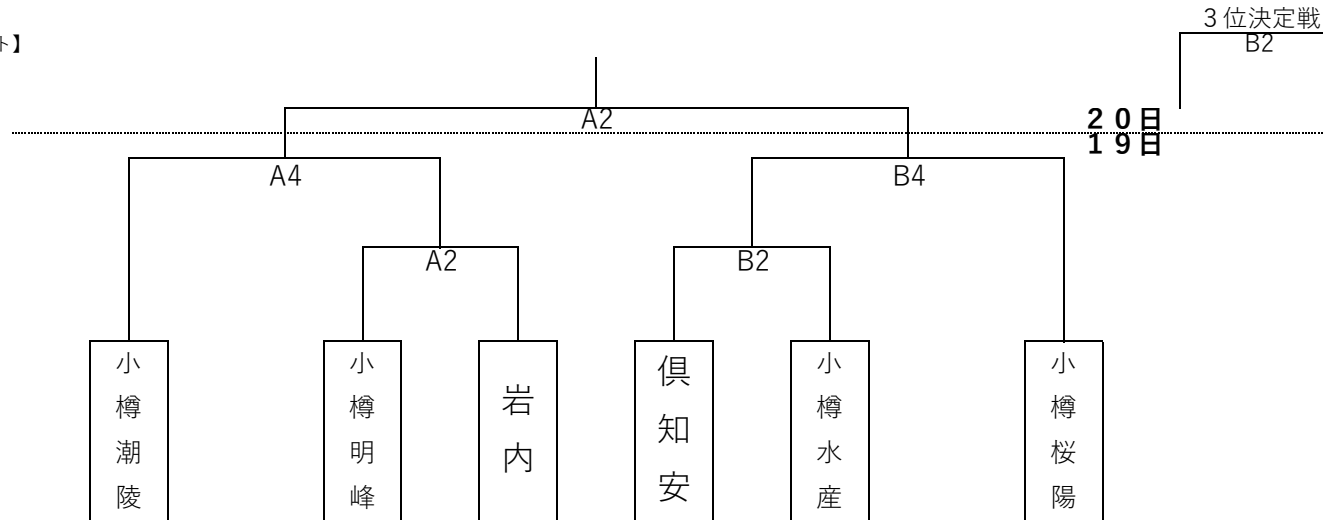 ３位決定戦
ト】
B2
A2
２０日
１９日
A4
B4
A2
B2
小樽潮陵
小樽明峰
岩内
倶知安
小樽水産
小樽桜陽